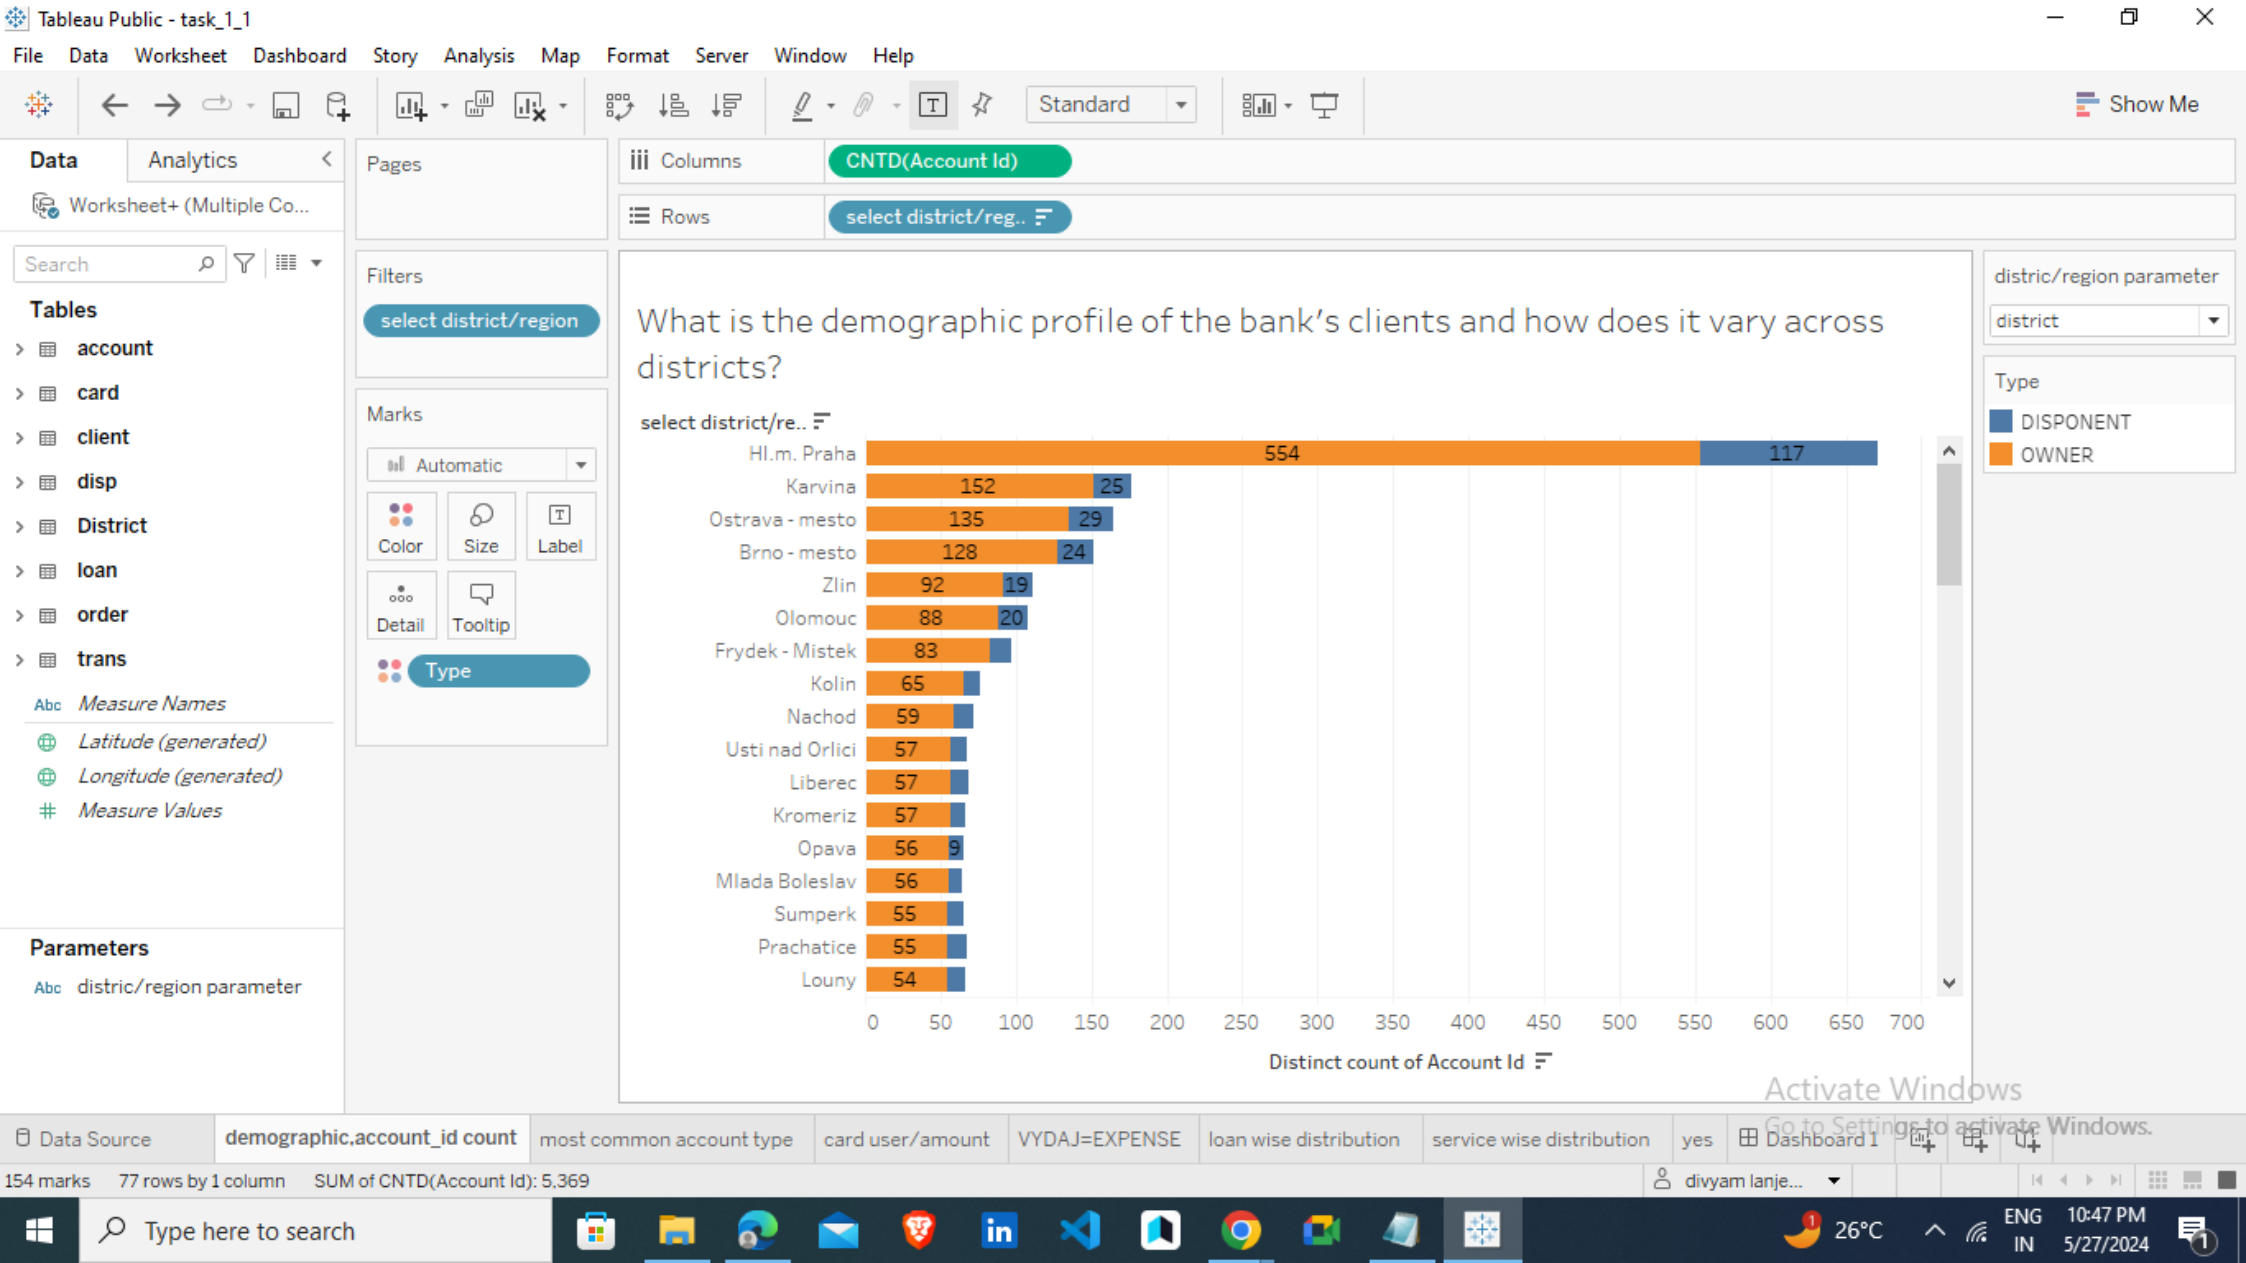 Tableau Public - task_1_1
File Data Worksheet Dashboard Story Analysis Map Format Server Window Help
Standard
Show Me
Data Analytics
Worksheet+ (Multiple Co...
Search
Tables
account
card
client
disp
District
loan
order
trans
Abc Measure Names
Latitude (generated)
Longitude (generated)
# Measure Values
Parameters
Abc distric/region parameter
Pages
Filters
select district/region
Marks
Automatic
Color Size Label
Detail Tooltip
Type
Columns CNTD(Account Id)
Rows select district/reg..
What is the demographic profile of the bank's clients and how does it vary across
districts?
select district/re..
Hl.m. Praha 554 117
Karvina 152 25
Ostrava - mesto 135 29
Brno - mesto 128 24
Zlin 92 19
Olomouc 88 20
Frydek - Mistek 83
Kolin 65
Nachod 59
Usti nad Orlici 57
Liberec 57
Kromeriz 57
Opava 56 9
Mlada Boleslav 56
Sumperk 55
Prachatice 55
Louny 54
0 50 100 150 200 250 300 350 400 450 500 550 600 650 700
Distinct count of Account Id
distric/region parameter
district
Type
DISPONENT
OWNER
Activate Windows
Go to Settings to activate Windows.
Data Source demographic,account_id count most common account type card user/amount VYDAJ=EXPENSE loan wise distribution service wise distribution yes Dashboard 1
154 marks 77 rows by 1 column SUM of CNTD(Account Id): 5,369 divyam lanje...
Type here to search
in
1
26°C
ENG
IN
10:47 PM
5/27/2024
1